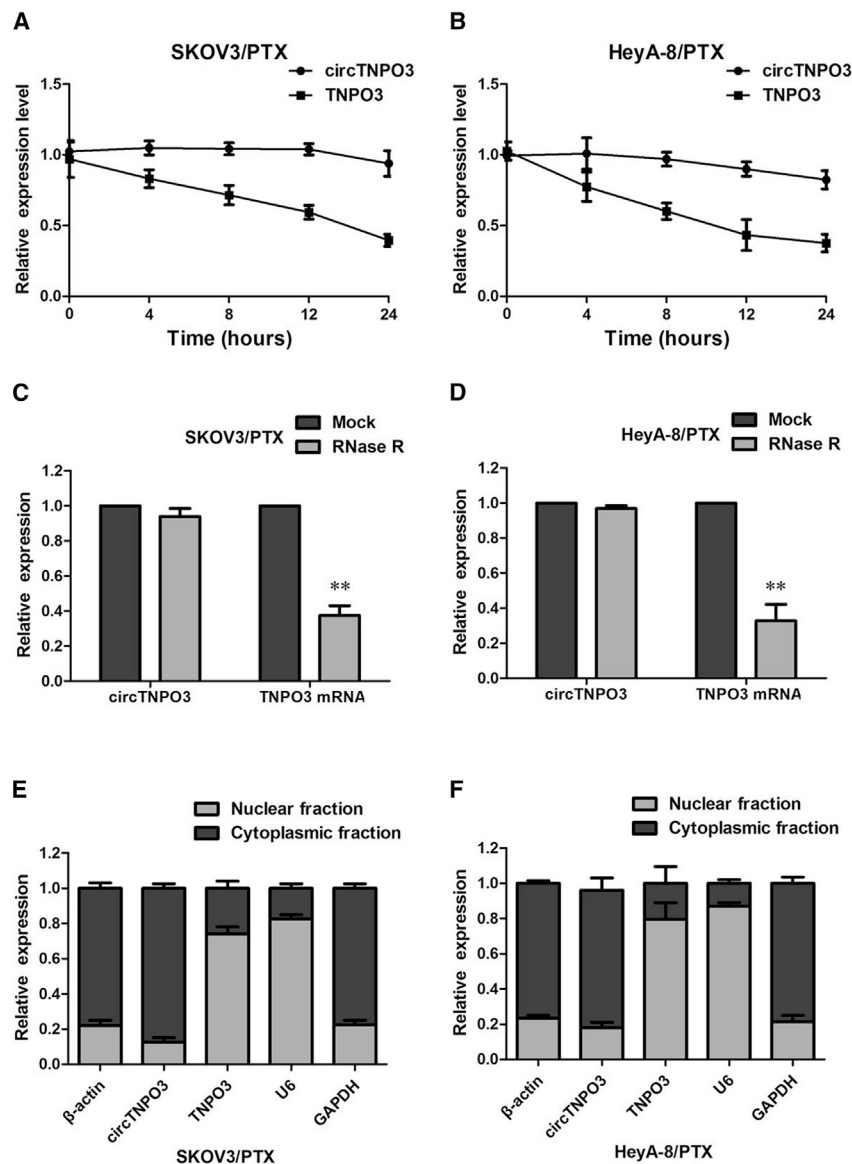 A
SKOV3/PTX
circTNPO3
TNPO3
Relative expression level
1.5
1.0
0.5
0.0
0 4 8 12 24
Time (hours)
B
HeyA-8/PTX
circTNPO3
TNPO3
Relative expression level
1.5
1.0
0.5
0.0
0 4 8 12 24
Time (hours)
C
SKOV3/PTX
Mock
RNase R
Relative expression
1.2
1.0
0.8
0.6
0.4
0.2
0.0
**
circTNPO3 TNPO3 mRNA
D
HeyA-8/PTX
Mock
RNase R
Relative expression
1.2
1.0
0.8
0.6
0.4
0.2
0.0
**
circTNPO3 TNPO3 mRNA
E
Nuclear fraction
Cytoplasmic fraction
Relative expression
1.2
1.0
0.8
0.6
0.4
0.2
0.0
β-actin circTNPO3 TNPO3 U6 GAPDH
SKOV3/PTX
F
Nuclear fraction
Cytoplasmic fraction
Relative expression
1.2
1.0
0.8
0.6
0.4
0.2
0.0
β-actin circTNPO3 TNPO3 U6 GAPDH
HeyA-8/PTX